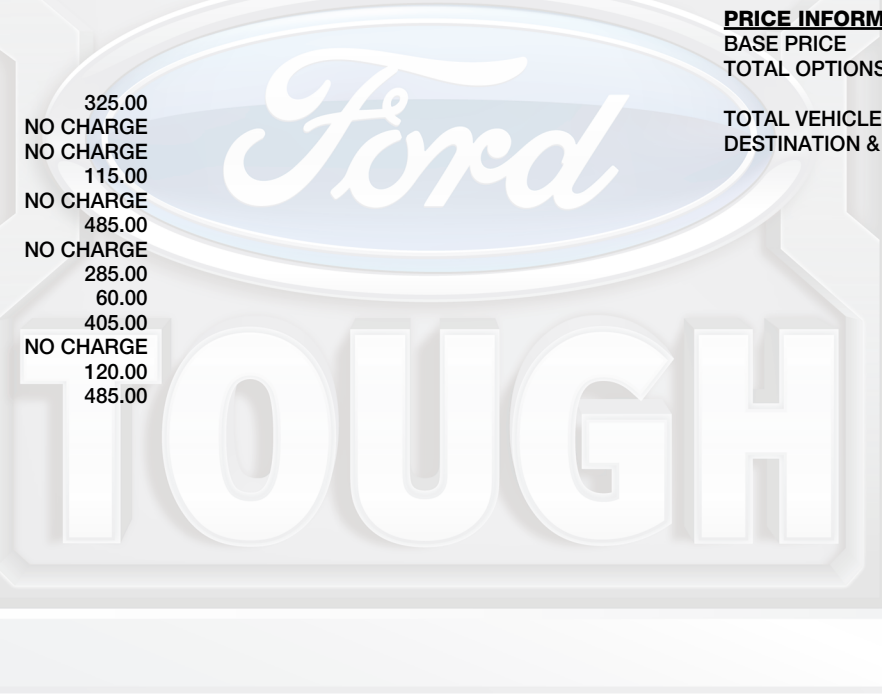 325.00
NO CHARGE
NO CHARGE
115.00
NO CHARGE
485.00
NO CHARGE
285.00
60.00
405.00
NO CHARGE
120.00
485.00
PRICE INFORM
BASE PRICE
TOTAL OPTIONS
TOTAL VEHICLE
DESTINATION &
Ford
TOUGH